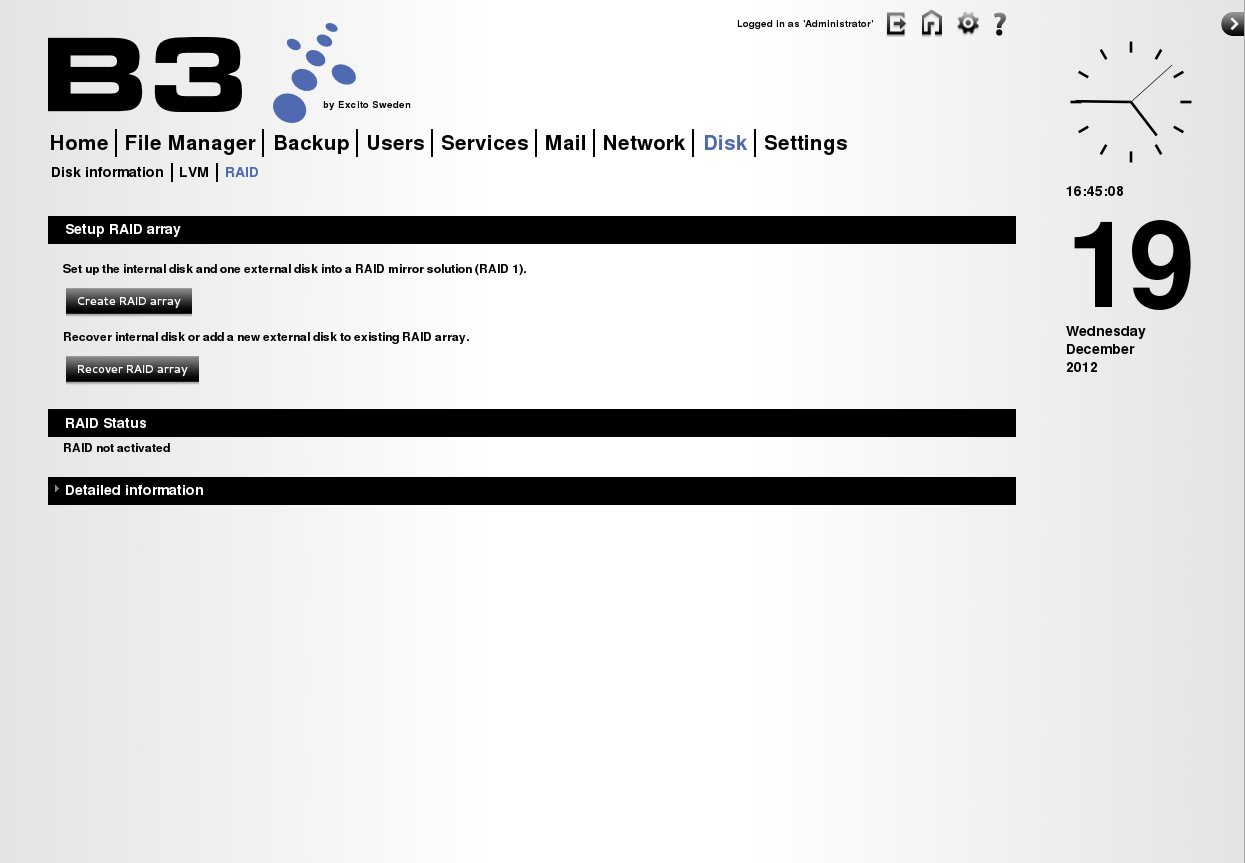 Logged in as 'Administrator'
B3
by Excito Sweden
Home File Manager Backup Users Services Mail Network Disk Settings
Disk information LVM RAID
16:45:08
19
Wednesday
December
2012
Setup RAID array
Set up the internal disk and one external disk into a RAID mirror solution (RAID 1).
Create RAID array
Recover internal disk or add a new external disk to existing RAID array.
Recover RAID array
RAID Status
RAID not activated
Detailed information